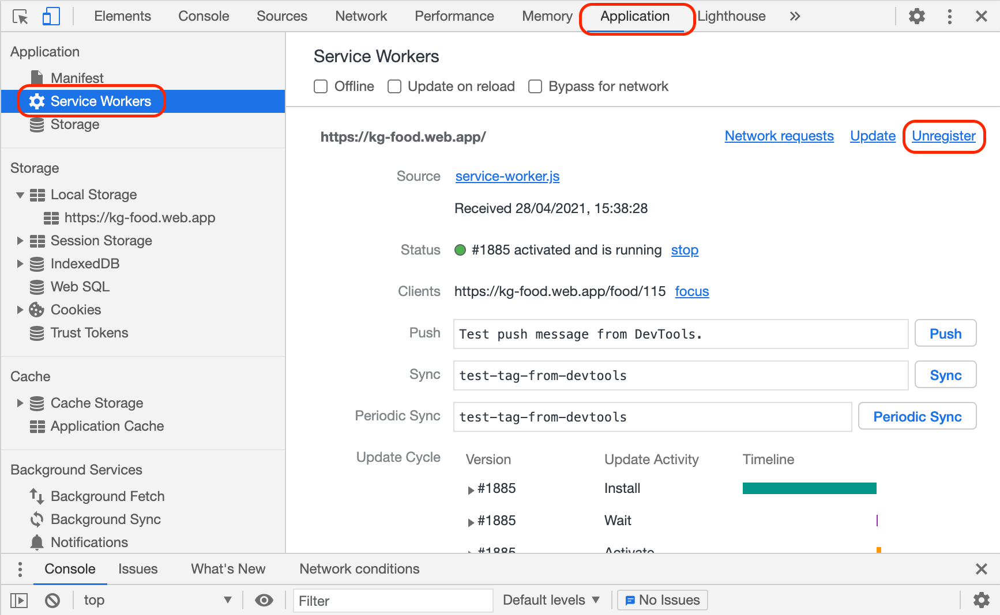 Elements Console Sources Network Performance Memory Application Lighthouse »
Application
Manifest
Service Workers
Storage
Storage
Local Storage
https://kg-food.web.app
Session Storage
IndexedDB
Web SQL
Cookies
Trust Tokens
Cache
Cache Storage
Application Cache
Background Services
Background Fetch
Background Sync
Notifications
Service Workers
Offline Update on reload Bypass for network
https://kg-food.web.app/ Network requests Update Unregister
Source service-worker.js
Received 28/04/2021, 15:38:28
Status #1885 activated and is running stop
Clients https://kg-food.web.app/food/115 focus
Push Test push message from DevTools. Push
Sync test-tag-from-devtools Sync
Periodic Sync test-tag-from-devtools Periodic Sync
Update Cycle Version Update Activity Timeline
#1885 Install
#1885 Wait
#1885 Activate
Console Issues What's New Network conditions
top Filter Default levels No Issues